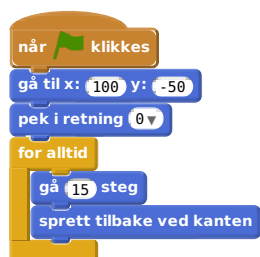 når klikkes
gå til x: 100 y: -50
pek i retning 0▼
for alltid
gå 15 steg
sprett tilbake ved kanten